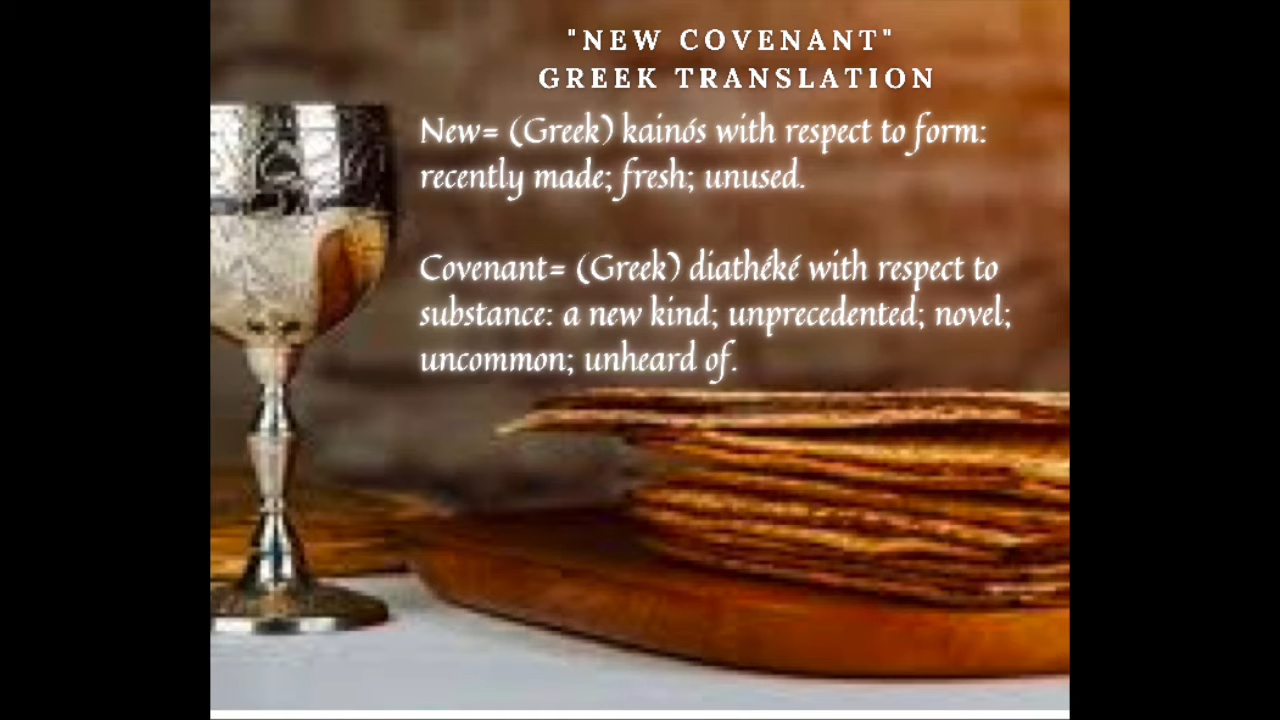 "NEW COVENANT"
GREEK TRANSLATION
New= (Greek) kainós with respect to form:
recently made; fresh; unused.
Covenant= (Greek) diathéké with respect to
substance: a new kind; unprecedented; novel;
uncommon; unheard of.